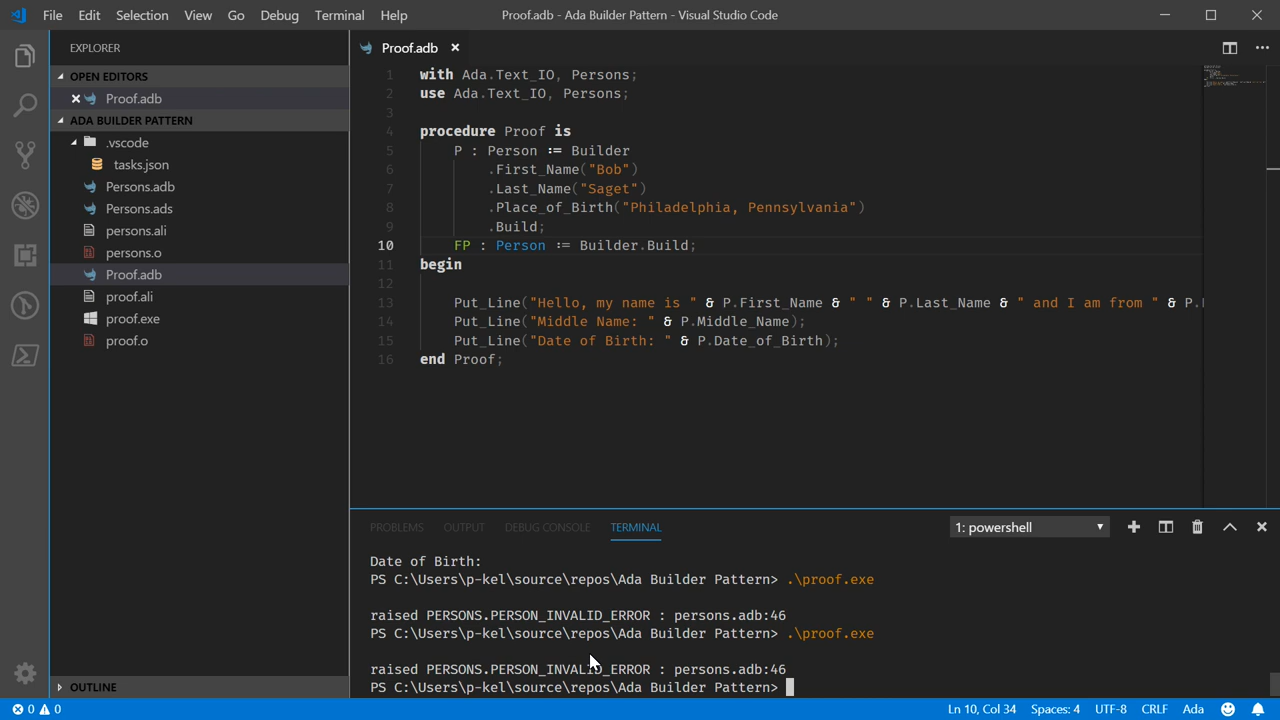 File Edit Selection View Go Debug Terminal Help
Proof.adb - Ada Builder Pattern - Visual Studio Code
EXPLORER
OPEN EDITORS
Proof.adb
ADA BUILDER PATTERN
.vscode
tasks.json
Persons.adb
Persons.ads
persons.ali
persons.o
Proof.adb
proof.ali
proof.exe
proof.o
OUTLINE
Proof.adb
1 with Ada.Text_IO, Persons;
2 use Ada.Text_IO, Persons;
3
4 procedure Proof is
5 P : Person := Builder
6 .First_Name("Bob")
7 .Last_Name("Saget")
8 .Place_of_Birth("Philadelphia, Pennsylvania")
9 .Build;
10 FP : Person := Builder.Build;
11 begin
12
13 Put_Line("Hello, my name is " & P.First_Name & " " & P.Last_Name & " and I am from " & P.
14 Put_Line("Middle Name: " & P.Middle_Name);
15 Put_Line("Date of Birth: " & P.Date_of_Birth);
16 end Proof;
PROBLEMS OUTPUT DEBUG CONSOLE TERMINAL
1: powershell
Date of Birth:
PS C:\Users\p-kel\source\repos\Ada Builder Pattern> .\proof.exe
raised PERSONS.PERSON_INVALID_ERROR : persons.adb:46
PS C:\Users\p-kel\source\repos\Ada Builder Pattern> .\proof.exe
raised PERSONS.PERSON_INVALID_ERROR : persons.adb:46
PS C:\Users\p-kel\source\repos\Ada Builder Pattern>
0 0
Ln 10, Col 34 Spaces: 4 UTF-8 CRLF Ada